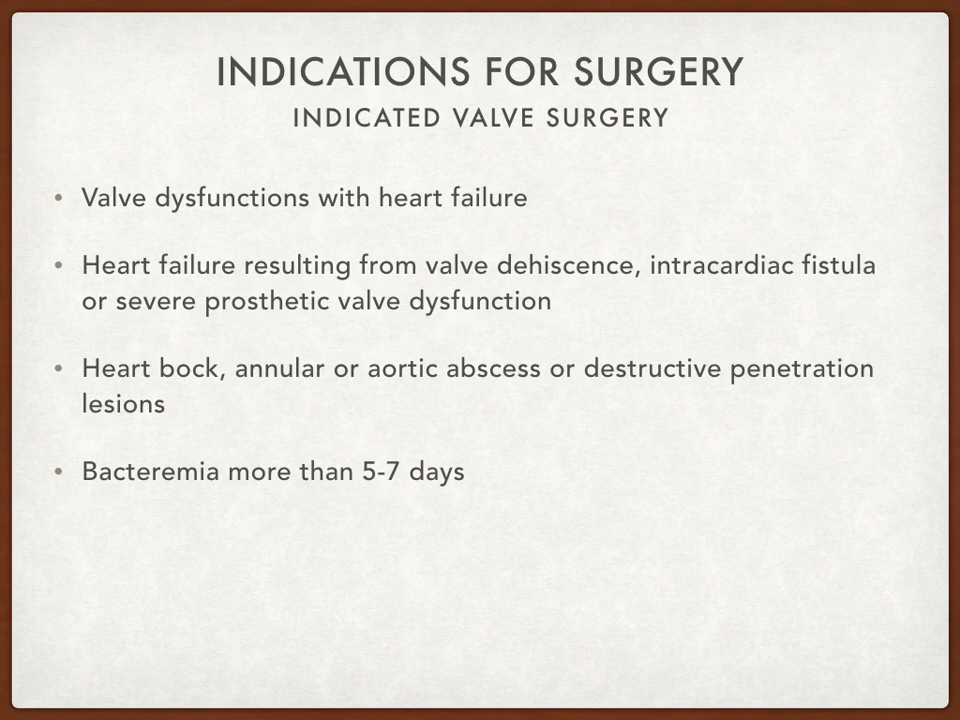 INDICATIONS FOR SURGERY
INDICATED VALVE SURGERY
• Valve dysfunctions with heart failure
• Heart failure resulting from valve dehiscence, intracardiac fistula
or severe prosthetic valve dysfunction
• Heart bock, annular or aortic abscess or destructive penetration
lesions
• Bacteremia more than 5-7 days